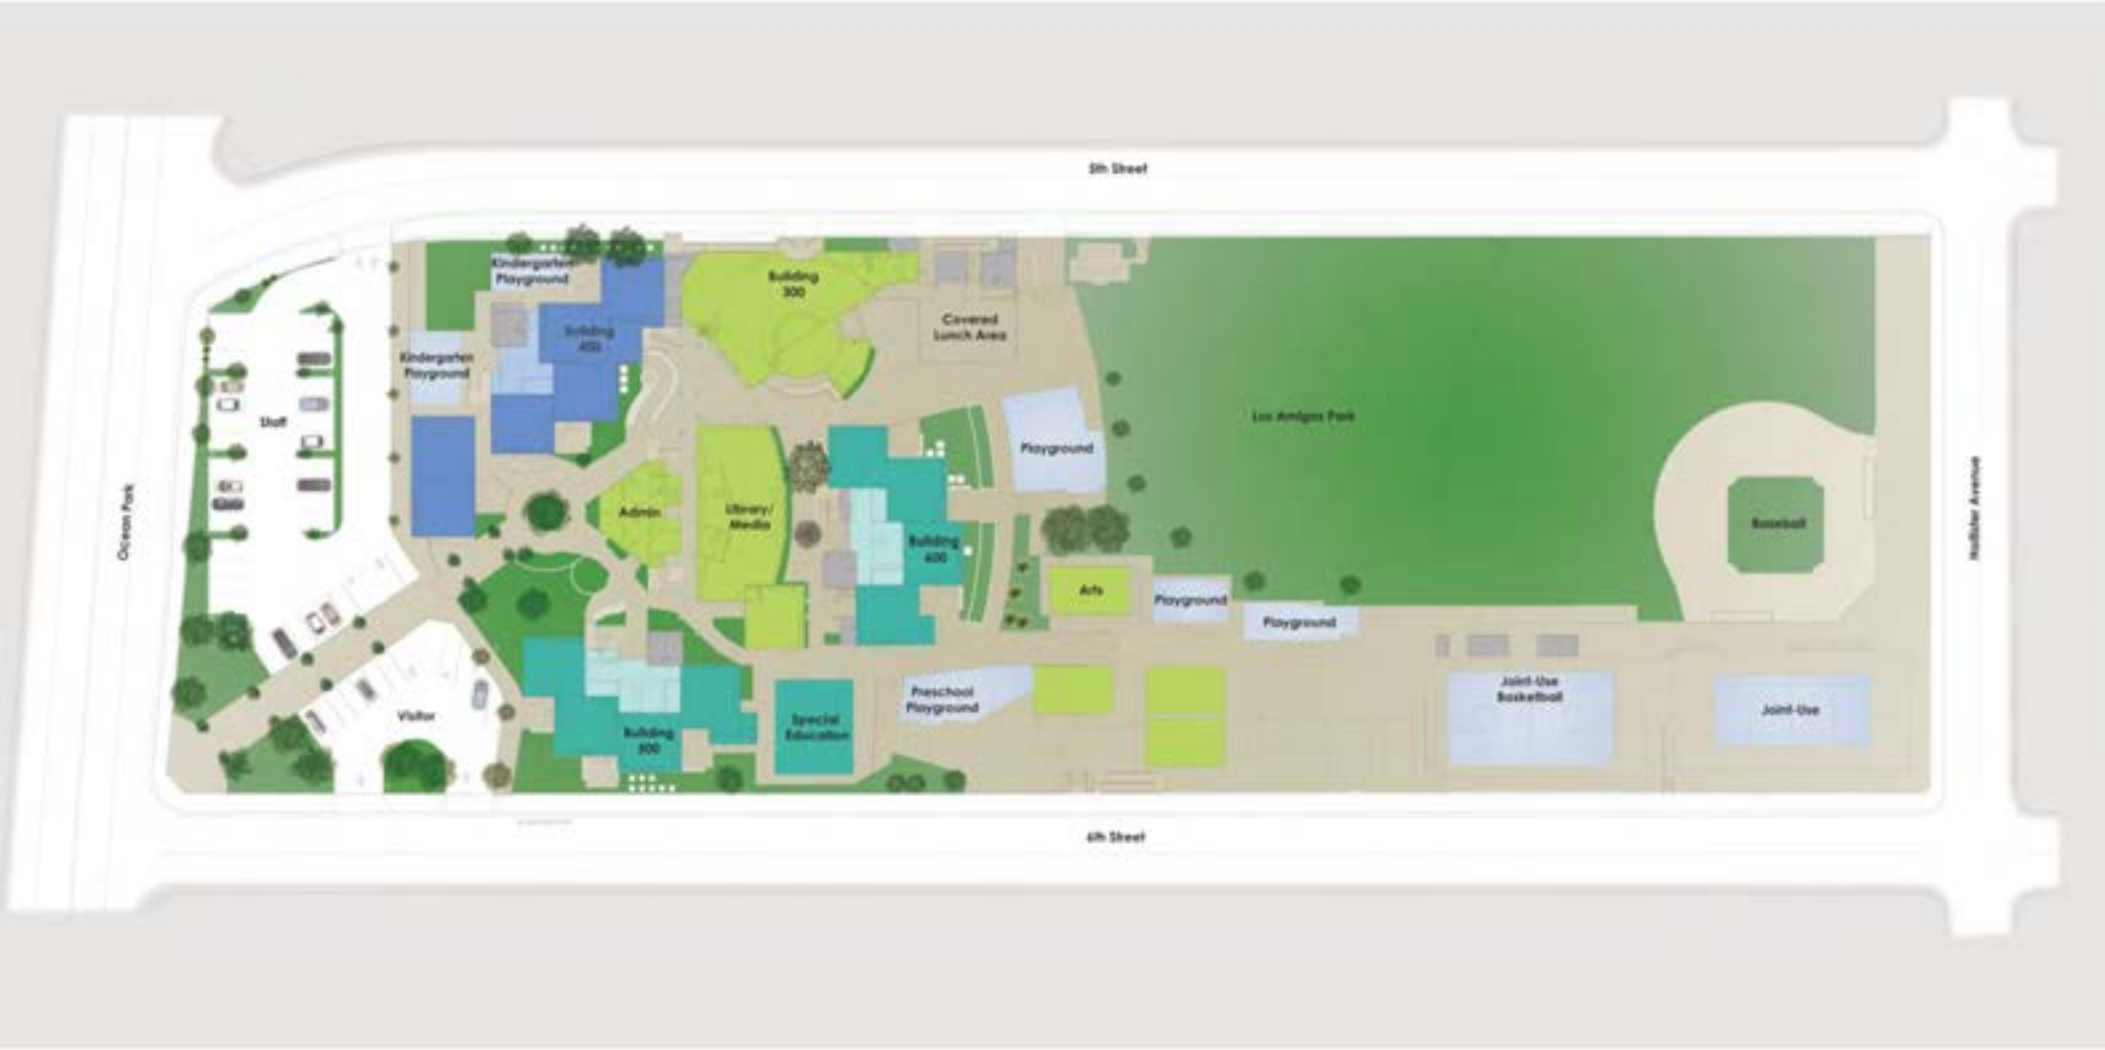 5th Street
Kindergarten
Playground
Building
300
Building
400
Covered
Lunch Area
Kindergarten
Playground
Staff
Los Amigos Park
Playground
Ocean Park
Admin
Library/
Media
Building
600
Baseball
Hollister Avenue
Arts
Playground
Playground
Preschool
Playground
Joint-Use
Basketball
Joint-Use
Visitor
Building
500
Special
Education
6th Street